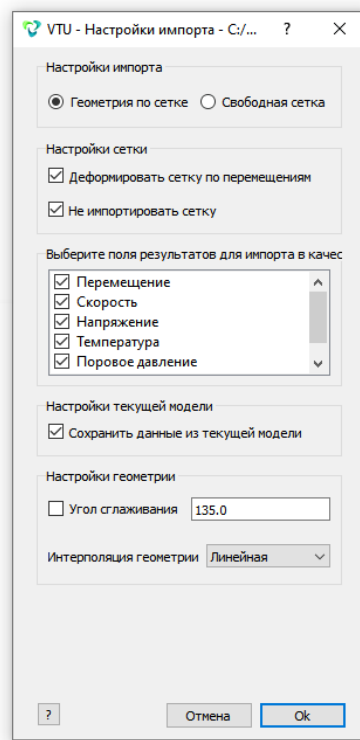 VTU - Настройки импорта - C:/... ?
Настройки импорта
Геометрия по сетке Свободная сетка
Настройки сетки
Деформировать сетку по перемещениям
Не импортировать сетку
Выберите поля результатов для импорта в качес
Перемещение
Скорость
Напряжение
Температура
Поровое давление
Настройки текущей модели
Сохранить данные из текущей модели
Настройки геометрии
Угол сглаживания 135.0
Интерполяция геометрии Линейная
? Отмена Ok